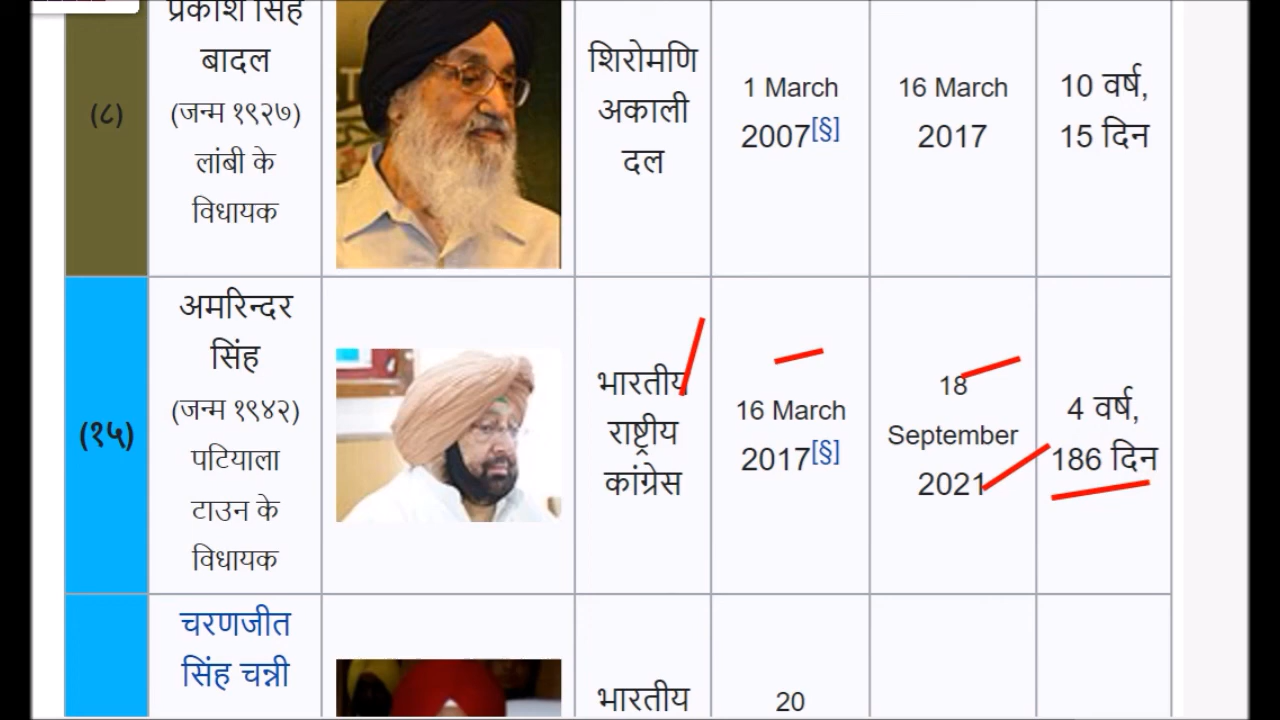 प्रकाश सिंह
बादल
(जन्म १९२७)
लांबी के
विधायक
(८)
शिरोमणि
अकाली
दल
1 March
2007[§]
16 March
2017
10 वर्ष,
15 दिन
(१५)
अमरिन्दर
सिंह
(जन्म १९४२)
पटियाला
टाउन के
विधायक
भारतीय
राष्ट्रीय
कांग्रेस
16 March
2017[§]
18
September
2021
4 वर्ष,
186 दिन
चरणजीत
सिंह चन्नी
भारतीय
20